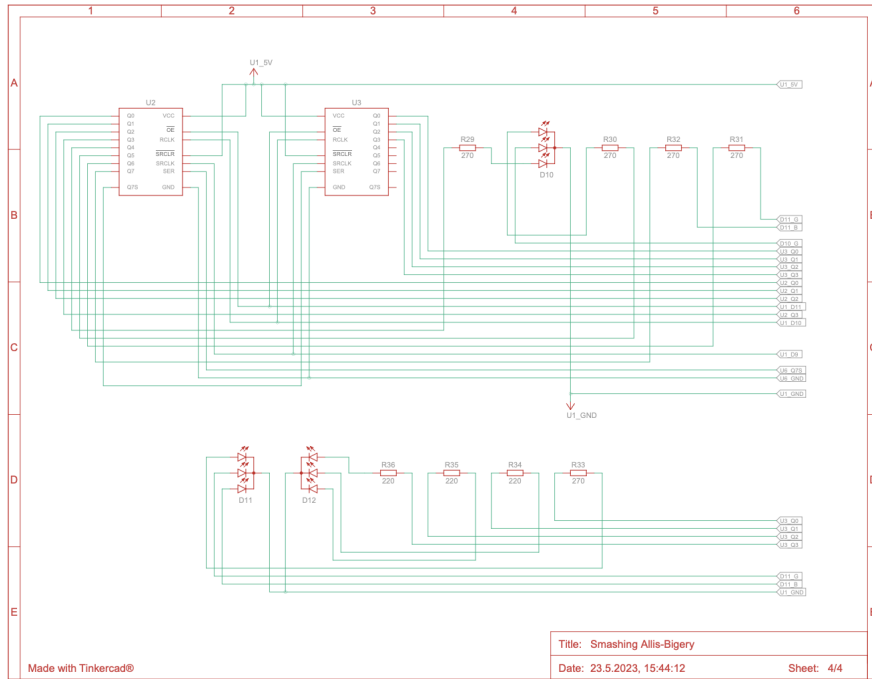 1 2 3 4 5 6
A
B
C
D
E
U1_5V
U1_5V
U2
Q0 VCC
Q1
Q2 OE
Q3 RCLK
Q4
Q5 SRCLR
Q6 SRCLK
Q7 SER
Q7S GND
U3
VCC Q0
Q1
OE Q2
RCLK Q3
Q4
SRCLR Q5
SRCLK Q6
SER Q7
GND Q7S
R29
270
D10
R30
270
R32
270
R31
270
D11_G
D11_B
D10_G
U3_Q0
U3_Q1
U3_Q2
U3_Q3
U2_Q0
U2_Q1
U2_Q2
U1_D11
U2_Q3
U1_D10
U1_D9
U6_Q7S
U6_GND
U1_GND
U1_GND
D11
D12
R36
220
R35
220
R34
220
R33
270
U3_Q0
U3_Q1
U3_Q2
U3_Q3
D11_G
D11_B
U1_GND
Title: Smashing Allis-Bigery
Date: 23.5.2023, 15:44:12 Sheet: 4/4
Made with Tinkercad®